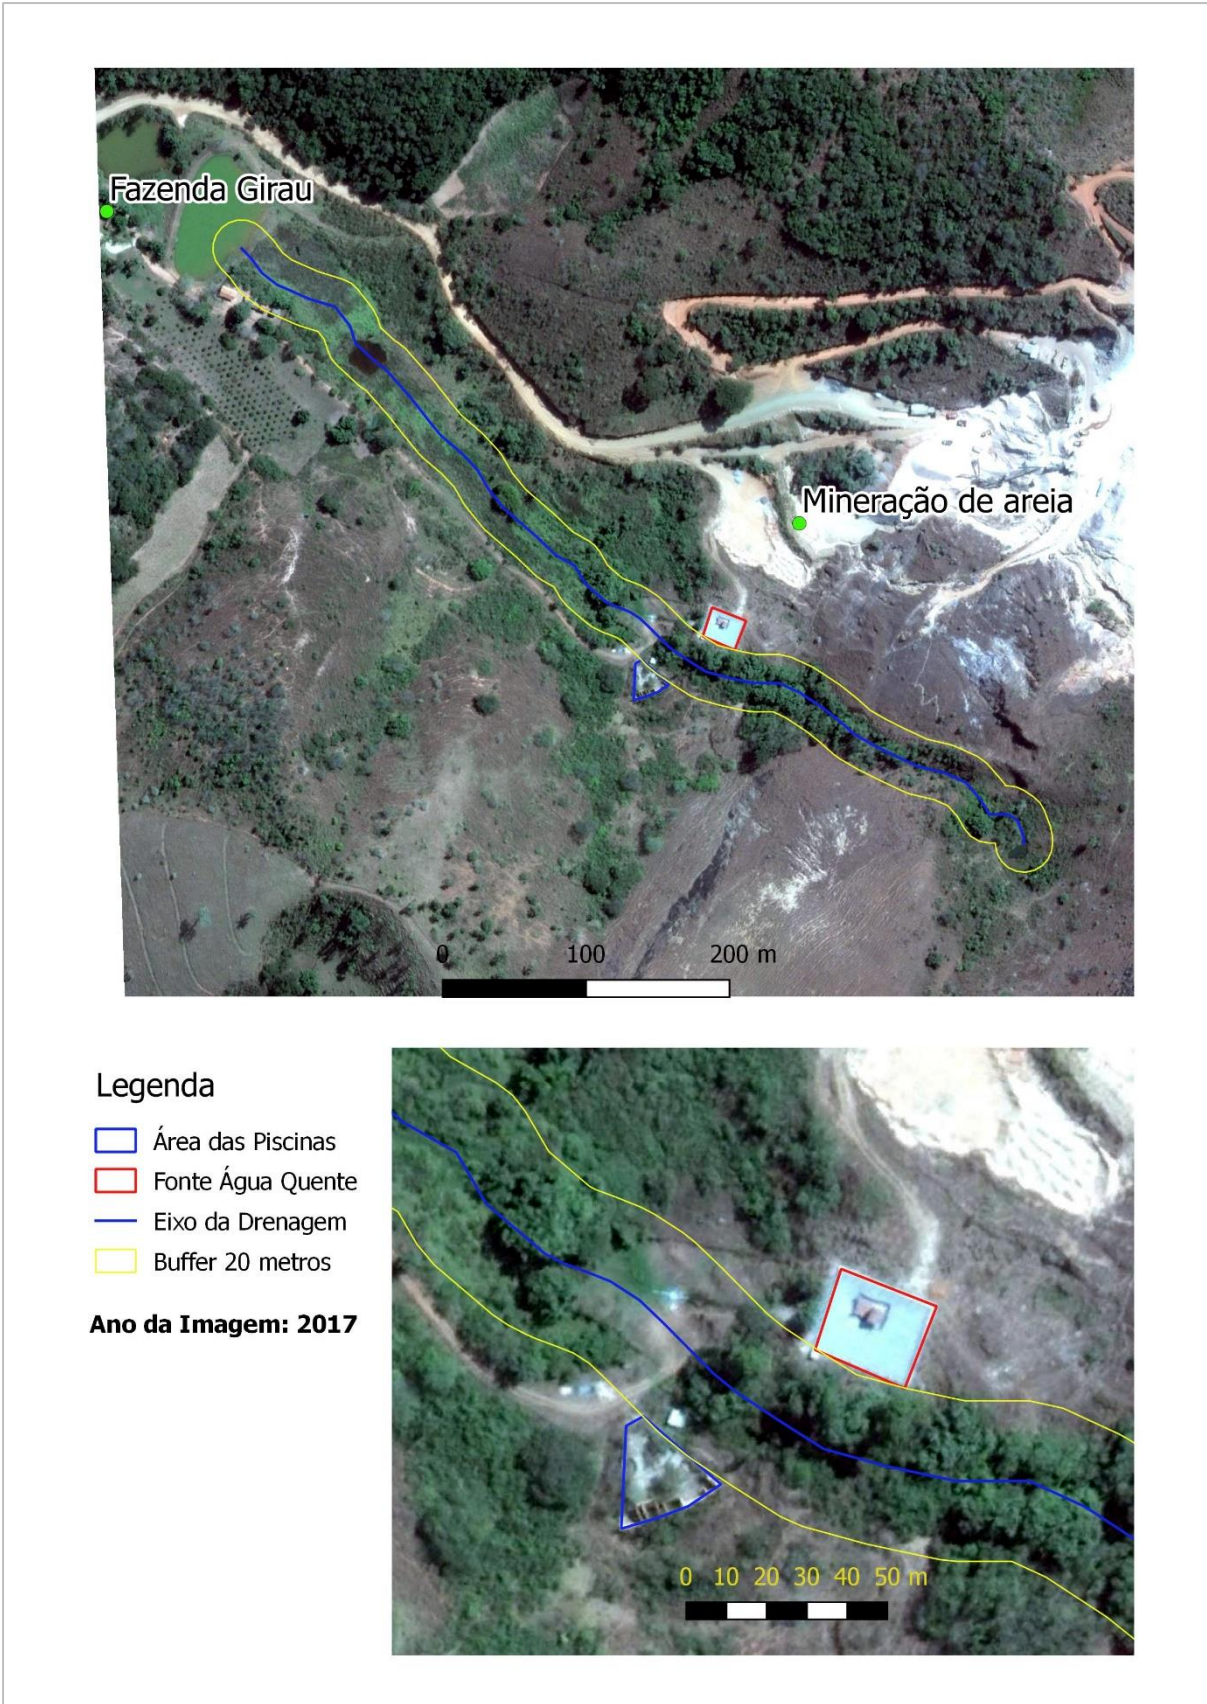 Fazenda Girau
Mineração de areia
0 100 200 m
Legenda
Área das Piscinas
Fonte Água Quente
Eixo da Drenagem
Buffer 20 metros
Ano da Imagem: 2017
0 10 20 30 40 50 m